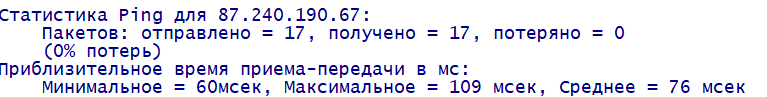 Статистика Ping для 87.240.190.67:
Пакетов: отправлено = 17, получено = 17, потеряно = 0
(0% потерь)
Приблизительное время приема-передачи в мс:
Минимальное = 60мсек, Максимальное = 109 мсек, Среднее = 76 мсек